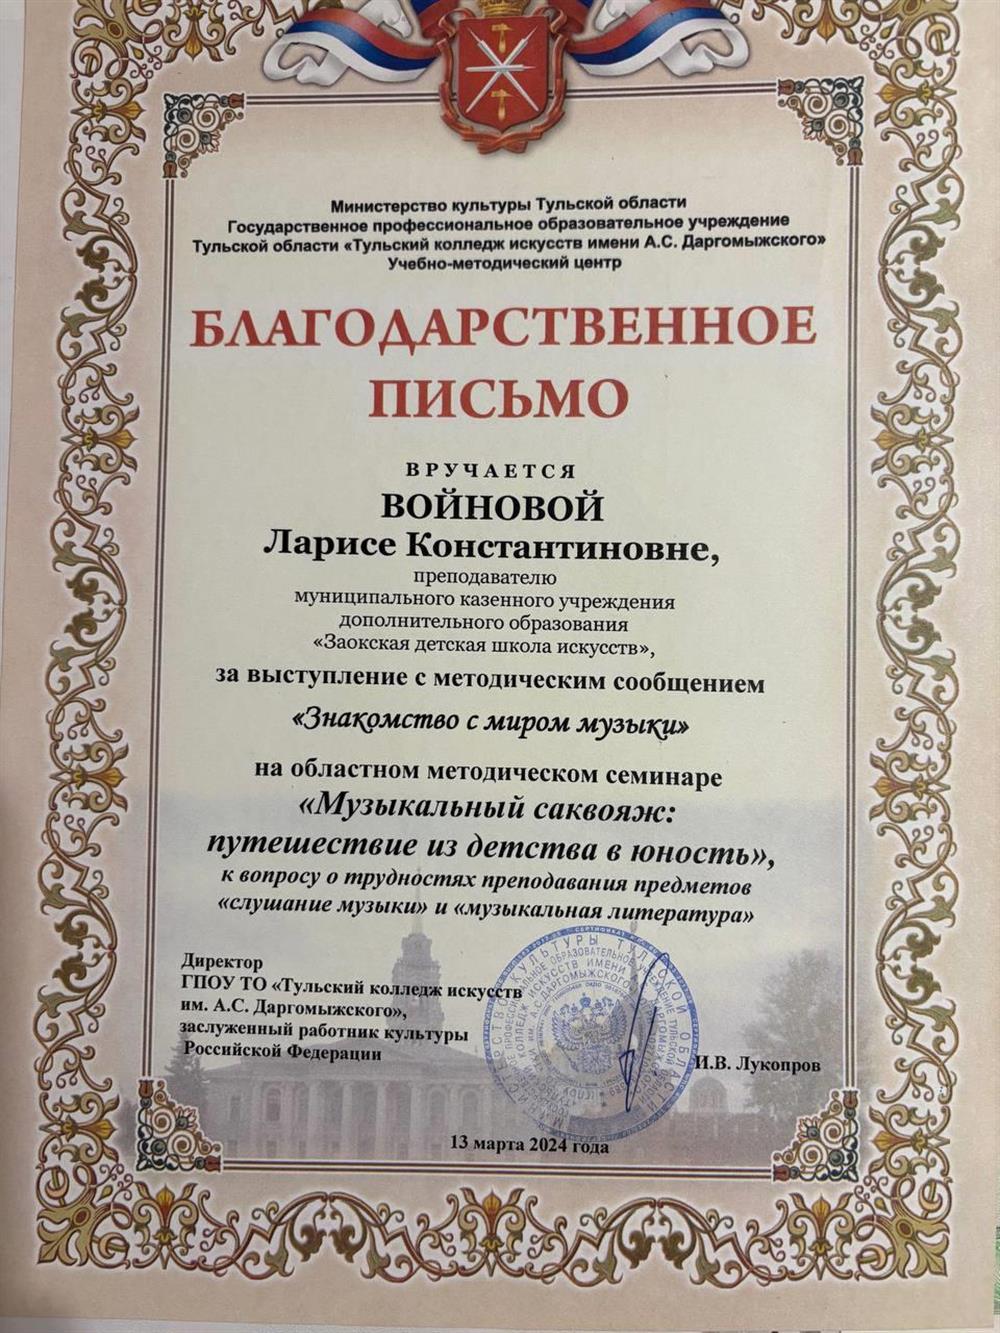 Министерство культуры Тульской области
Государственное профессиональное образовательное учреждение
Тульской области «Тульский колледж искусств имени А.С. Даргомыжского»
Учебно-методический центр
БЛАГОДАРСТВЕННОЕ
ПИСЬМО
ВРУЧАЕТСЯ
ВОЙНОВОЙ
Ларисе Константиновне,
преподавателю
муниципального казенного учреждения
дополнительного образования
«Заокская детская школа искусств»,
за выступление с методическим сообщением
«Знакомство с миром музыки»
на областном методическом семинаре
«Музыкальный саквояж:
путешествие из детства в юность»,
к вопросу о трудностях преподавания предметов
«слушание музыки» и «музыкальная литература»
Директор
ГПОУ ТО «Тульский колледж искусств
им. А.С. Даргомыжского»,
заслуженный работник культуры
Российской Федерации
И.В. Лукопров
13 марта 2024 года